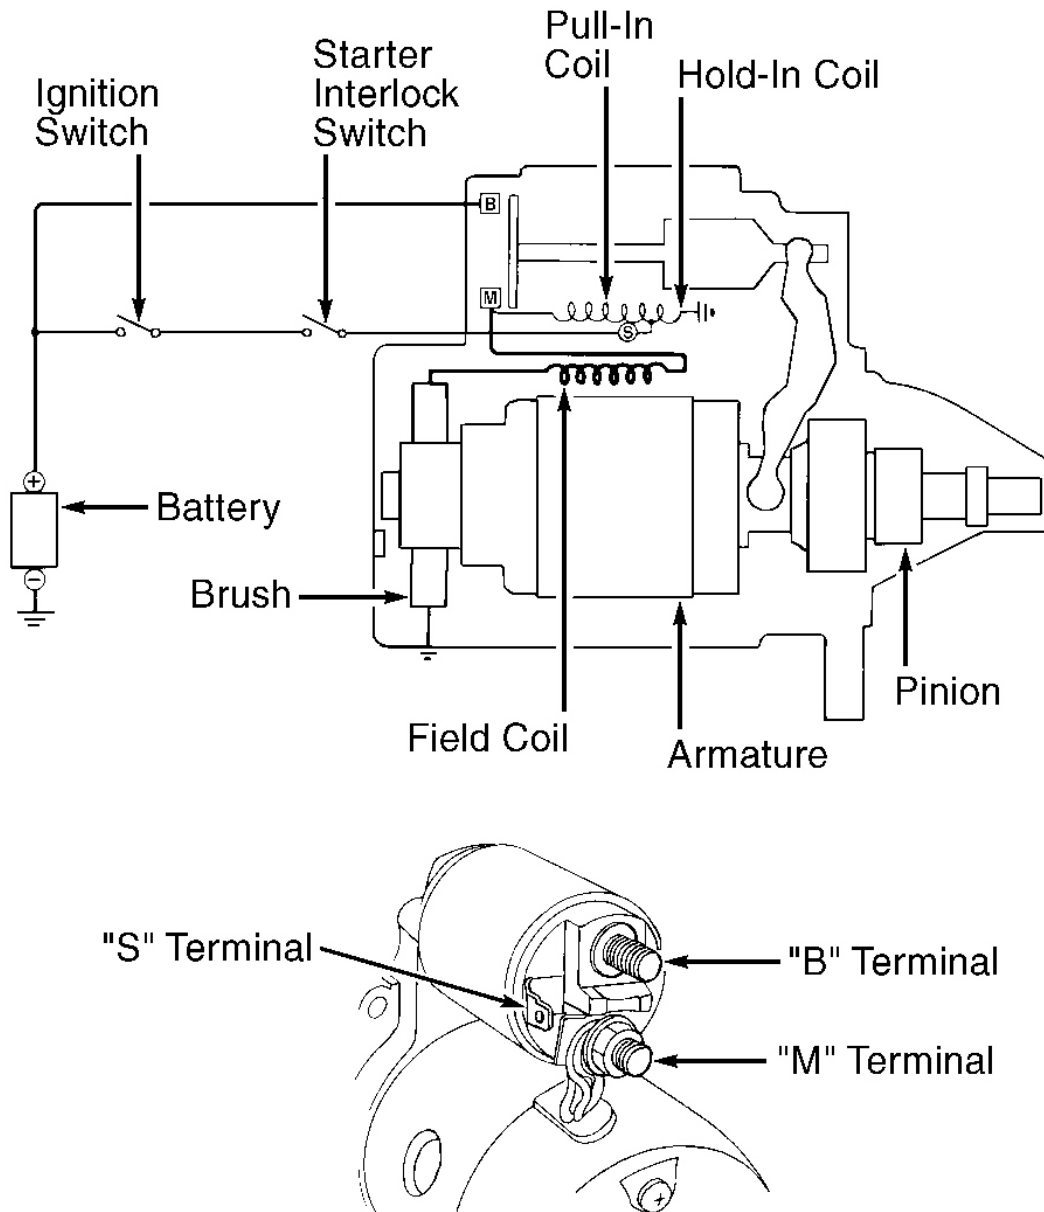 Pull-In
Coil
Hold-In Coil
Starter
Interlock
Switch
Ignition
Switch
B
M
S
+
Battery
−
Brush
Pinion
Field Coil
Armature
"S" Terminal
"B" Terminal
"M" Terminal